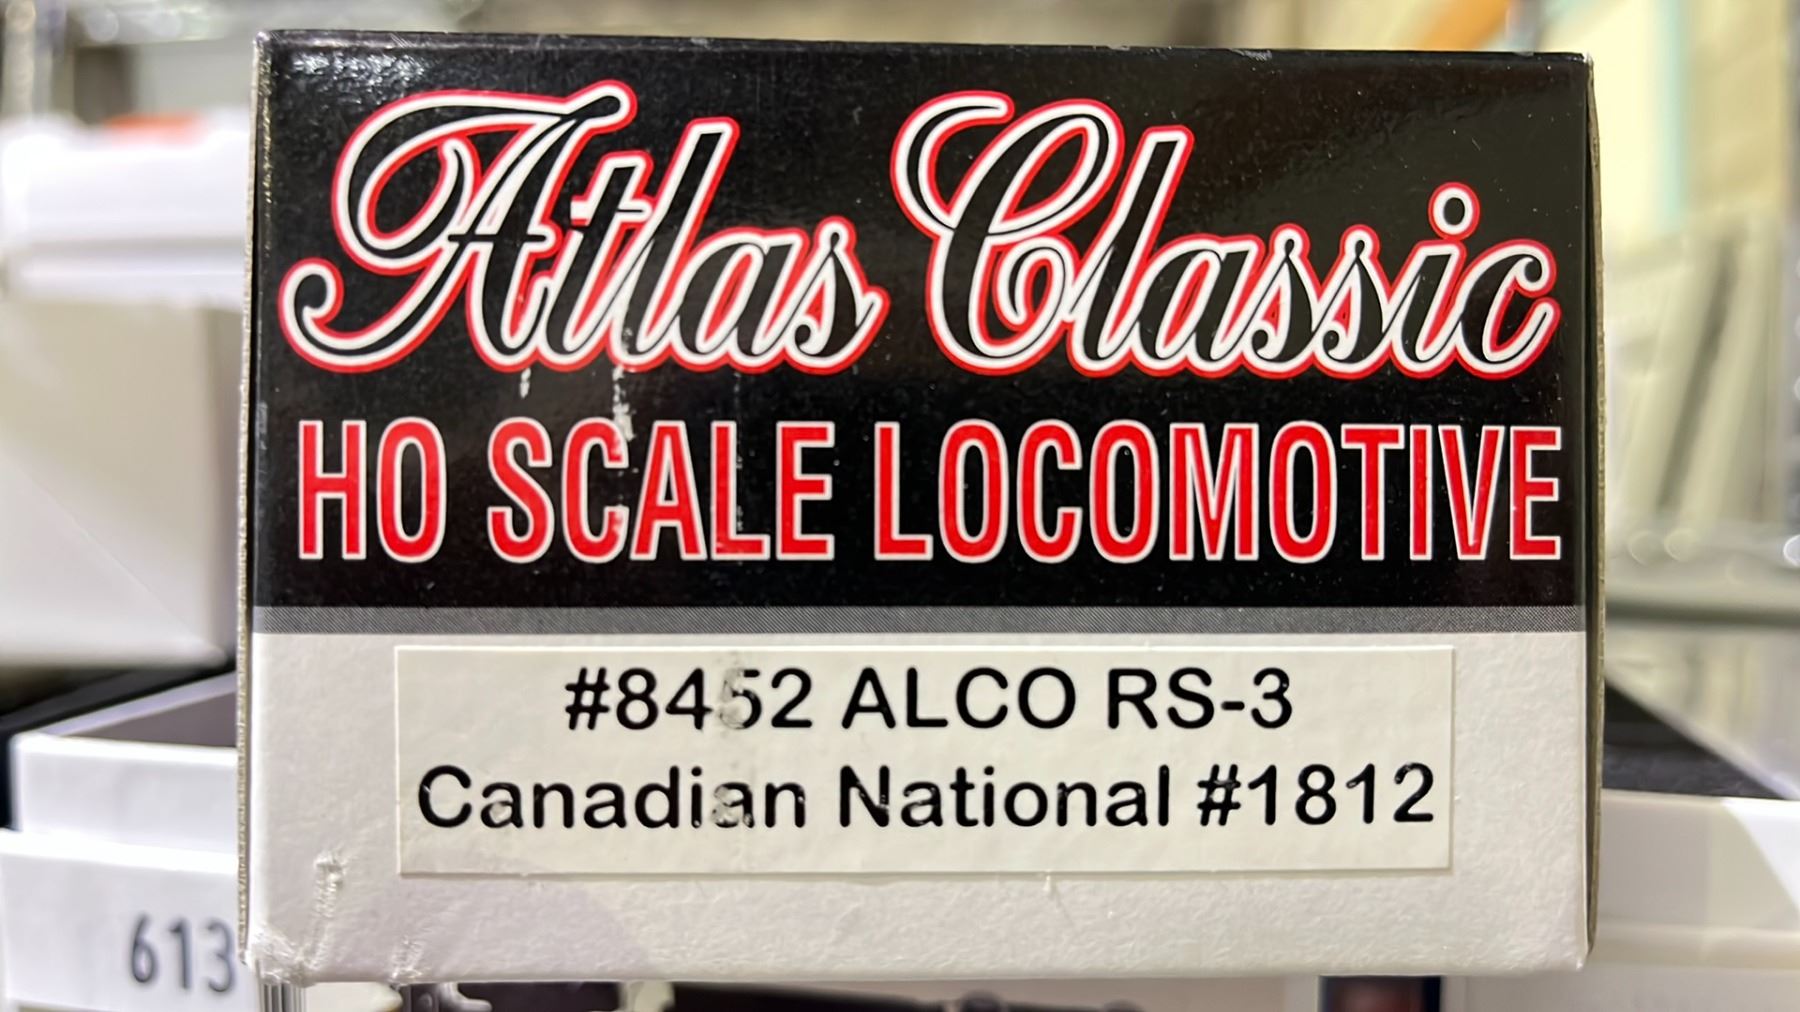 Atlas Classic
HO SCALE LOCOMOTIVE
#8452 ALCO RS-3
Canadian National #1812
613